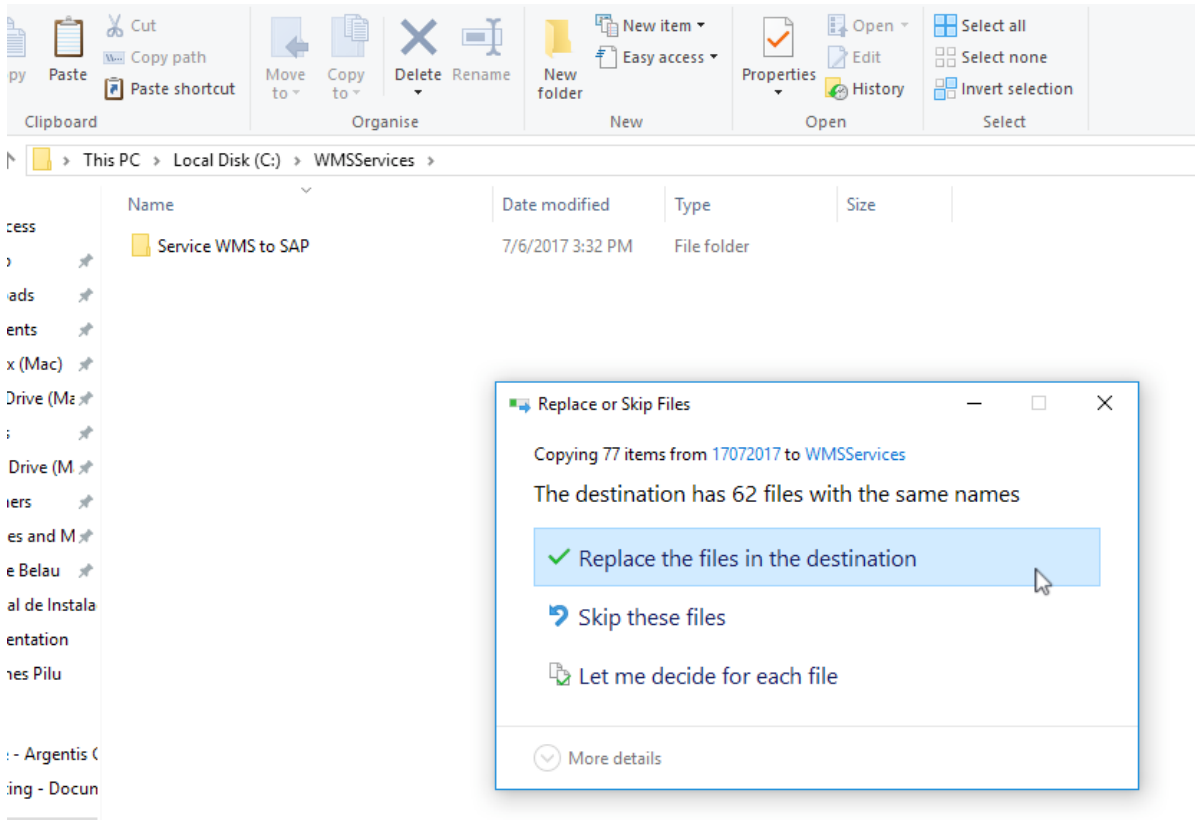 Cut
Copy path
Paste shortcut
py
Paste
Clipboard
Move to
Copy to
Delete
Rename
Organise
New folder
New item
Easy access
New
Properties
Open
Edit
History
Open
Select all
Select none
Invert selection
Select
This PC > Local Disk (C:) > WMSServices >
Name Date modified Type Size
Service WMS to SAP 7/6/2017 3:32 PM File folder
cess
oads
ents
x (Mac)
Drive (Ma
s
Drive (M
ners
es and M
e Belau
al de Instala
entation
nes Pilu
- Argentis
ting - Docun
Replace or Skip Files
Copying 77 items from 17072017 to WMSServices
The destination has 62 files with the same names
Replace the files in the destination
Skip these files
Let me decide for each file
More details